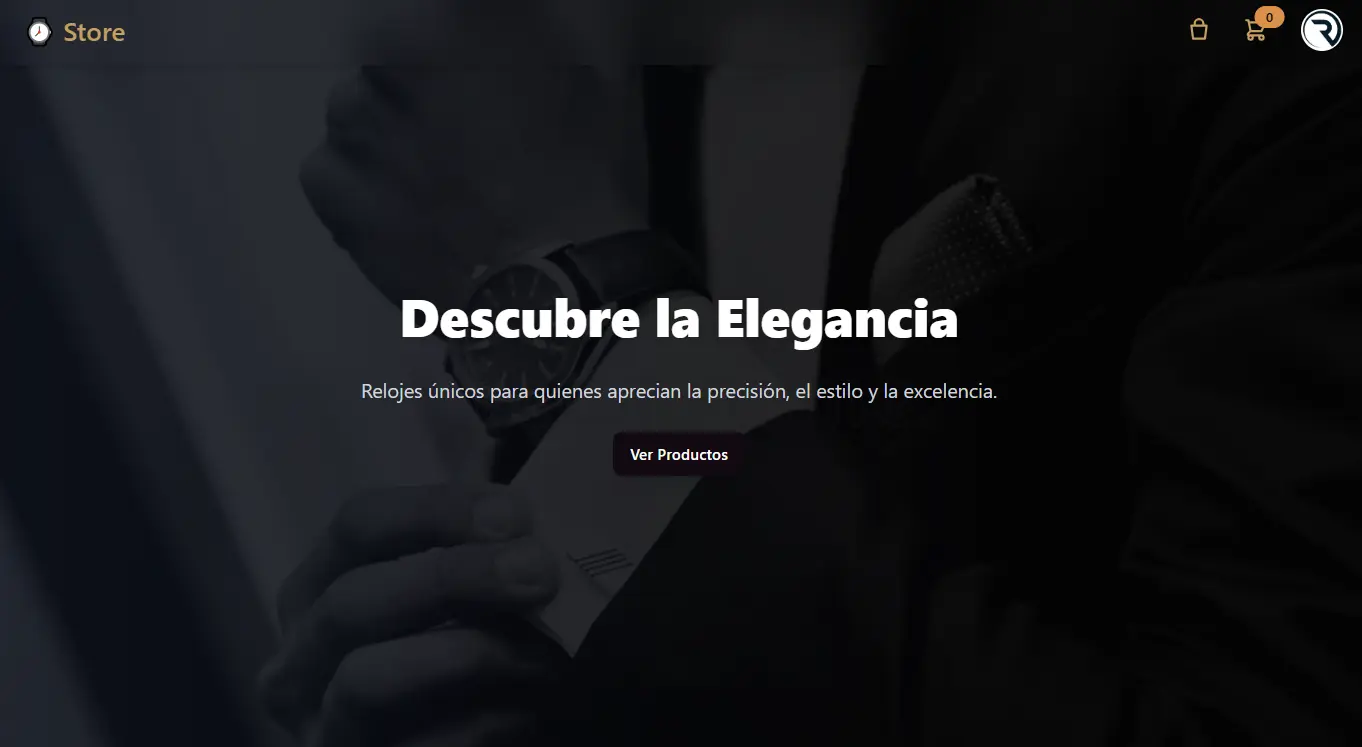 Store
0
Descubre la Elegancia
Relojes únicos para quienes aprecian la precisión, el estilo y la excelencia.
Ver Productos